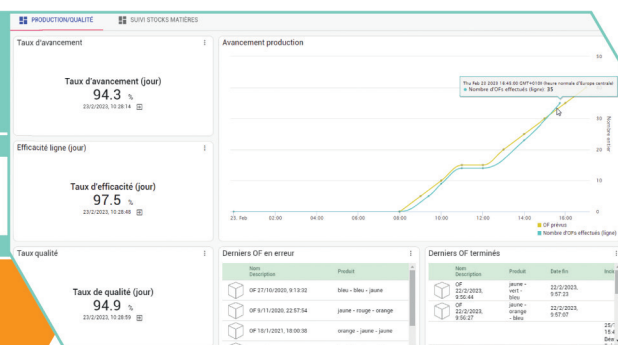 PRODUCTION/QUALITÉ
SUIVI STOCKS MATIÈRES
Taux d'avancement
Taux d'avancement (jour)
94.3 %
23/2/2023, 10:28:14
Avancement production
50
Thu Feb 23 2023 15:45:00 GMT+0100 (heure normale d'Europe centrale)
Nombre d'OFs effectués (ligne): 35
30
20
10
0
Nombre entier
23. Feb
02:00
04:00
06:00
08:00
10:00
12:00
14:00
16:00
OF prévus
Nombre d'OFs effectués (ligne)
Efficacité ligne (jour)
Taux d'efficacité (jour)
97.5 %
23/2/2023, 10:28:48
Taux qualité
Taux de qualité (jour)
94.9 %
23/2/2023, 10:28:59
Derniers OF en erreur
Nom
Description
Produit
OF 27/10/2020, 9:13:32
bleu - bleu - jaune
OF 9/11/2020, 22:57:54
jaune - rouge - orange
OF 10/1/2021, 10:00:38
orange - jaune - jaune
Derniers OF terminés
Nom
Description
Produit
Date fin
OF
22/2/2023,
9:56:44
jaune -
vert -
bleu
22/2/2023,
9:57:23
OF
22/2/2023,
9:56:27
jaune -
orange
- bleu
22/2/2023,
9:57:07